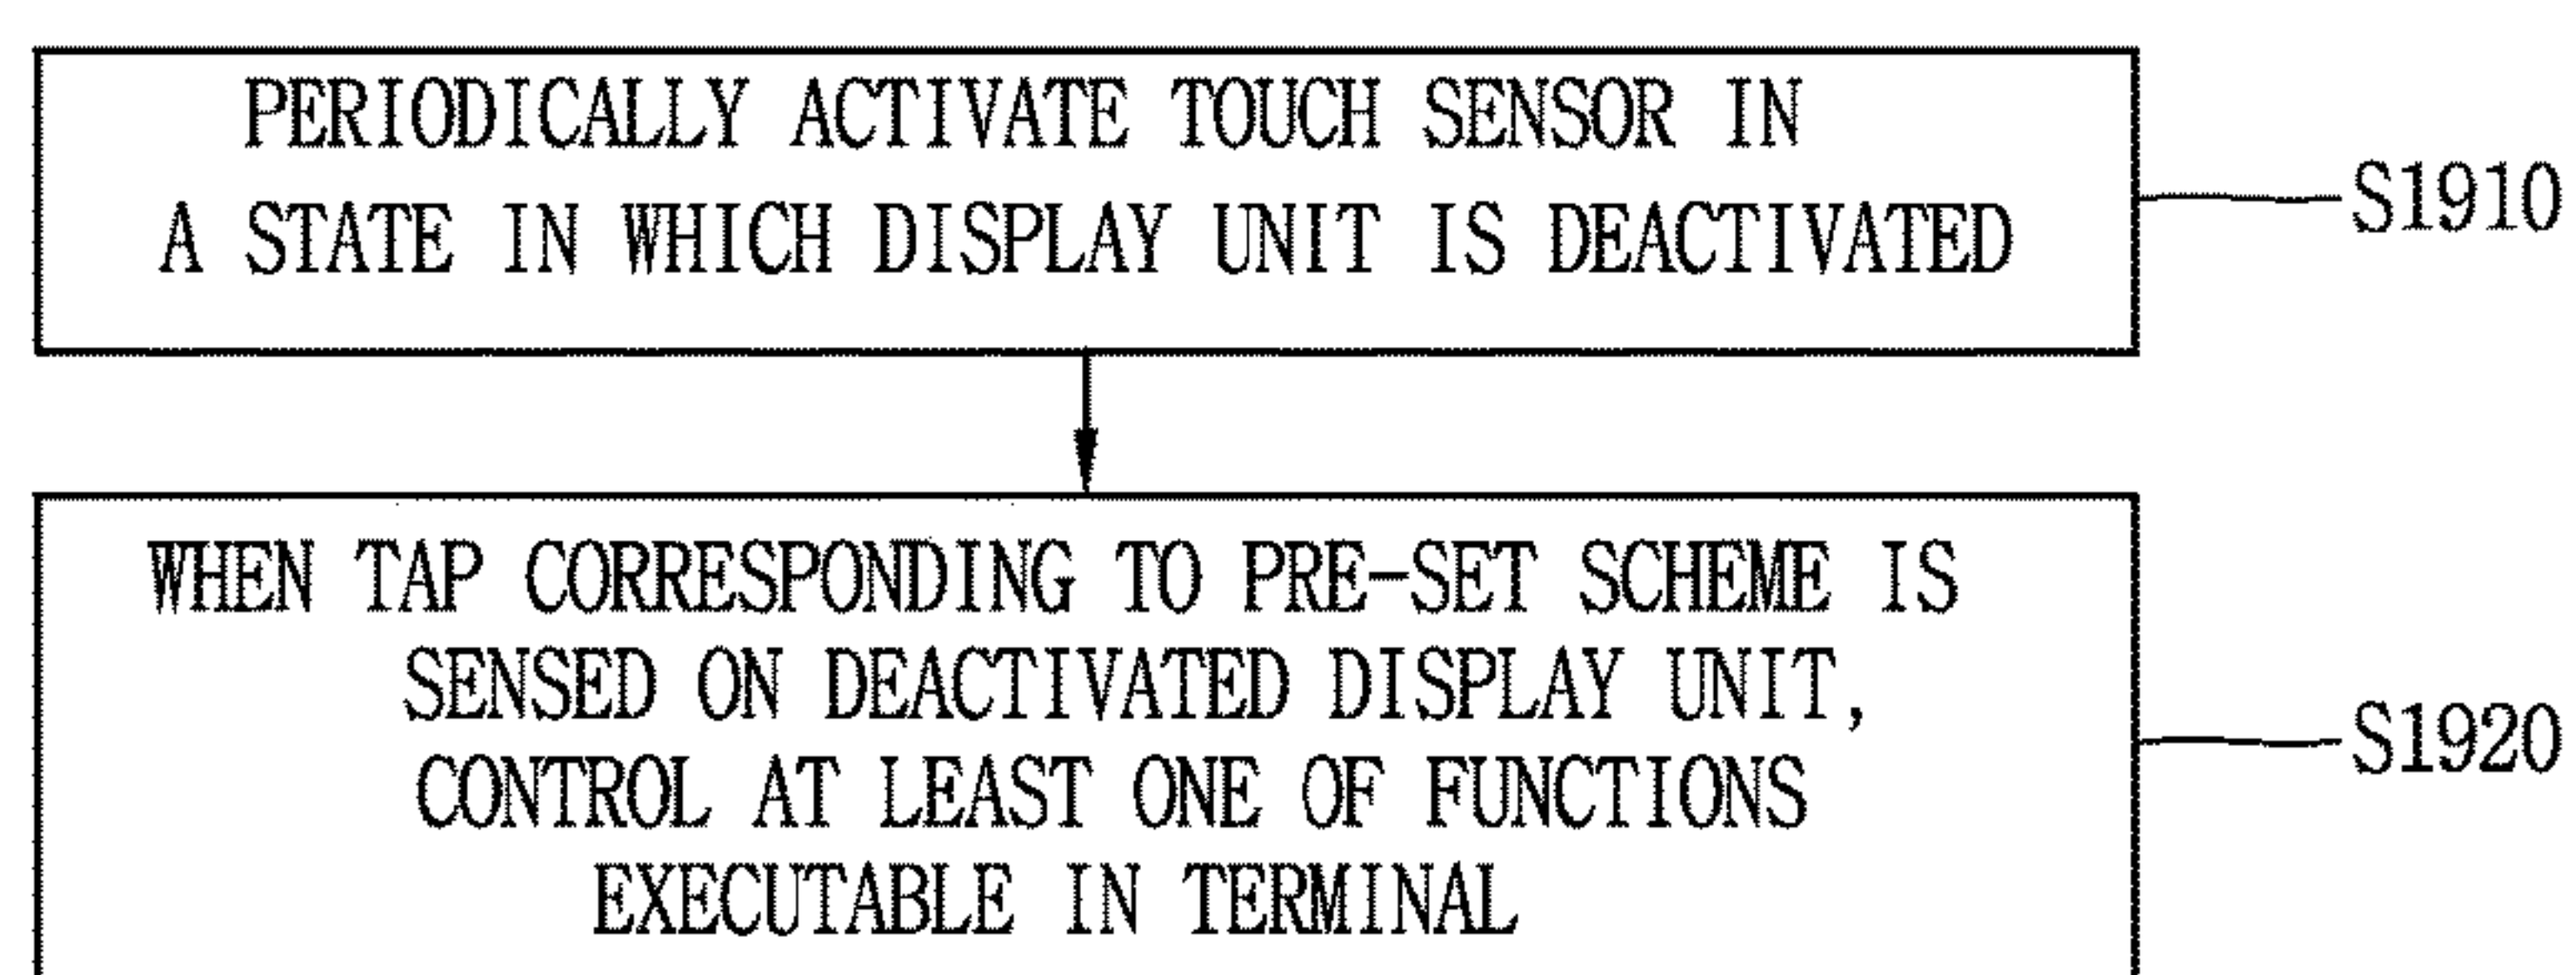 PERIODICALLY ACTIVATE TOUCH SENSOR IN
A STATE IN WHICH DISPLAY UNIT IS DEACTIVATED
S1910
WHEN TAP CORRESPONDING TO PRE-SET SCHEME IS
SENSED ON DEACTIVATED DISPLAY UNIT,
CONTROL AT LEAST ONE OF FUNCTIONS
EXECUTABLE IN TERMINAL
S1920